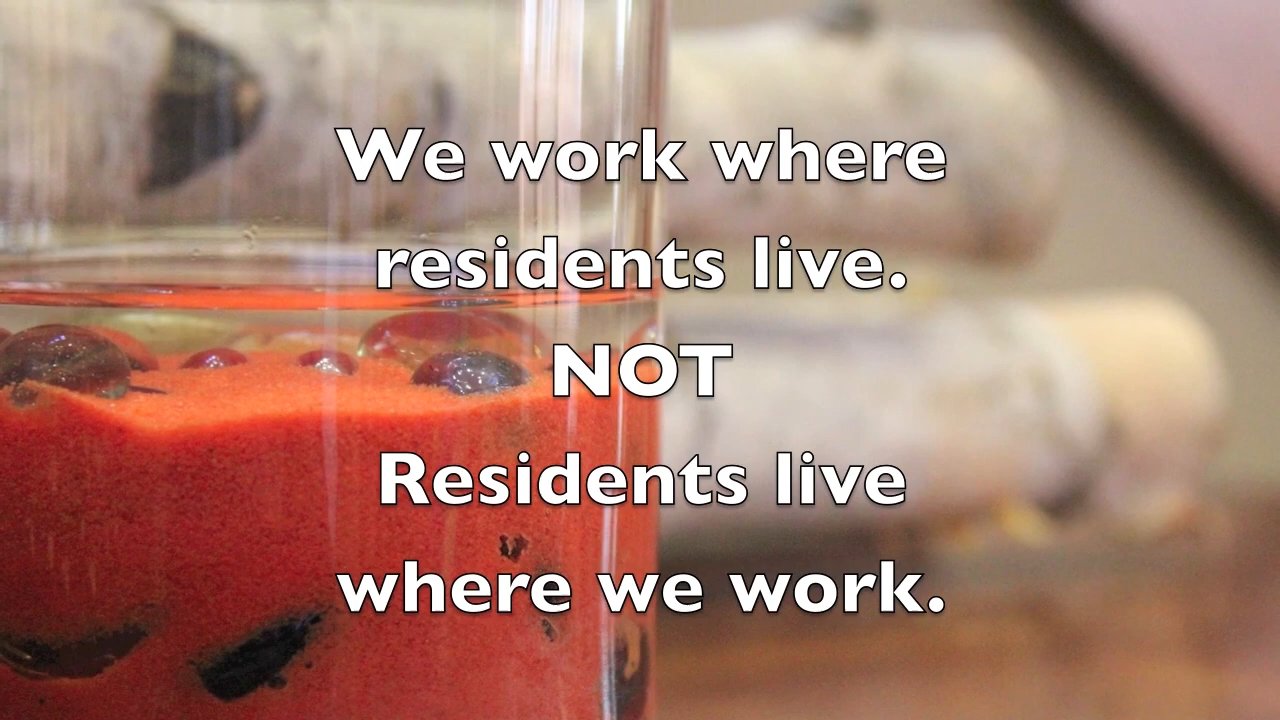 We work where
residents live.
NOT
Residents live
where we work.